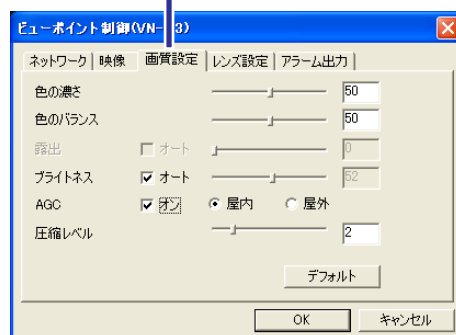 ビューポイント制御(VN- 3)
ネットワーク 映像 画質設定 レンズ設定 アラーム出力
色の濃さ 50
色のバランス 50
露出 オート 0
ブライトネス オート 52
AGC オン 屋内 屋外
圧縮レベル 2
デフォルト
OK キャンセル